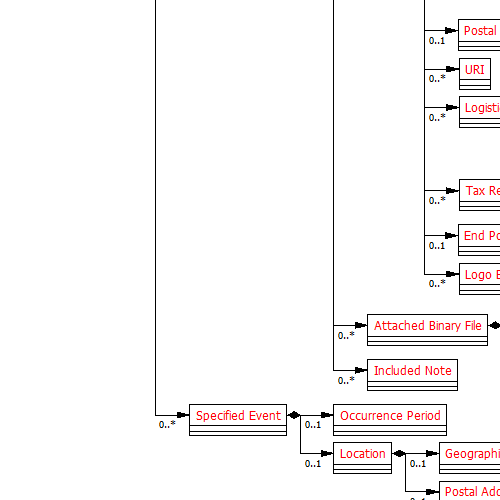 Postal
0..1
URI
0..*
Logisti
0..*
Tax Re
0..*
End Po
0..1
Logo B
0..*
Attached Binary File
0..*
Included Note
0..*
Specified Event
0..*
Occurrence Period
0..1
Location
0..1
Geographi
0..1
Postal Add